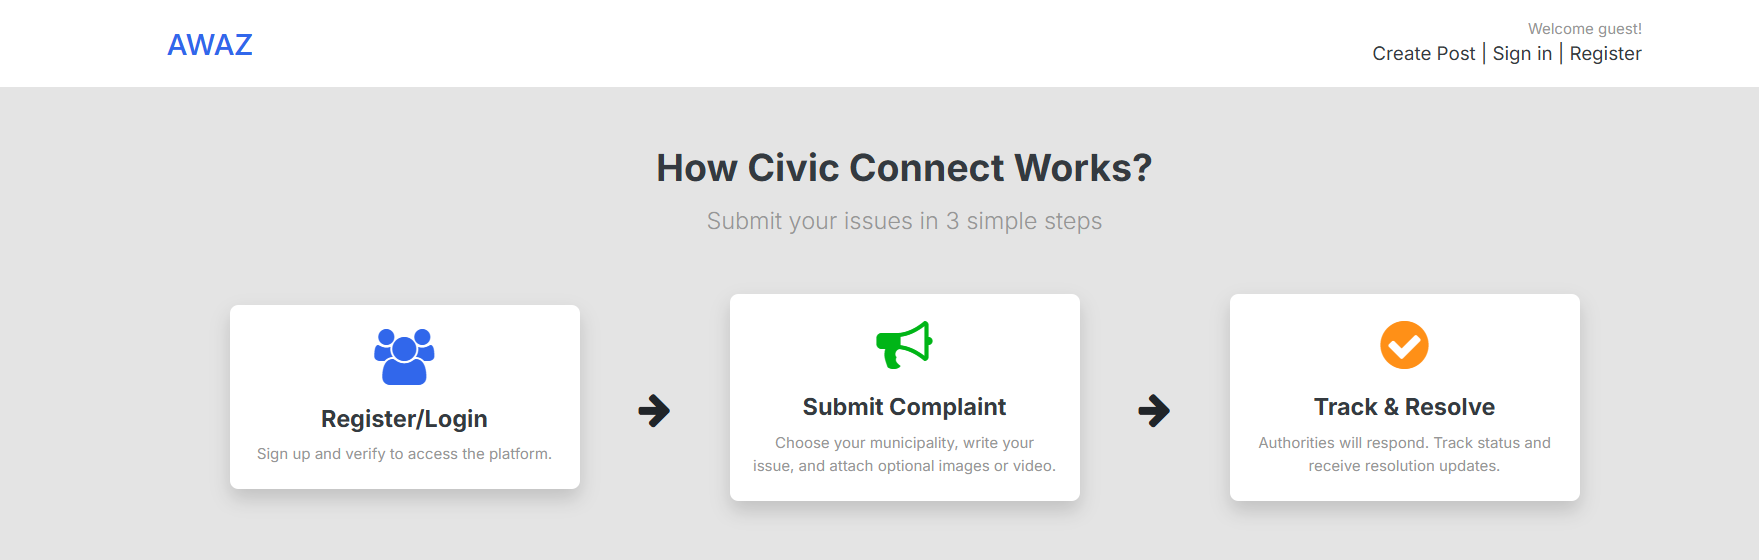 AWAZ
Welcome guest!
Create Post | Sign in | Register
How Civic Connect Works?
Submit your issues in 3 simple steps
Register/Login
Sign up and verify to access the platform.
Submit Complaint
Choose your municipality, write your
issue, and attach optional images or video.
Track & Resolve
Authorities will respond. Track status and
receive resolution updates.